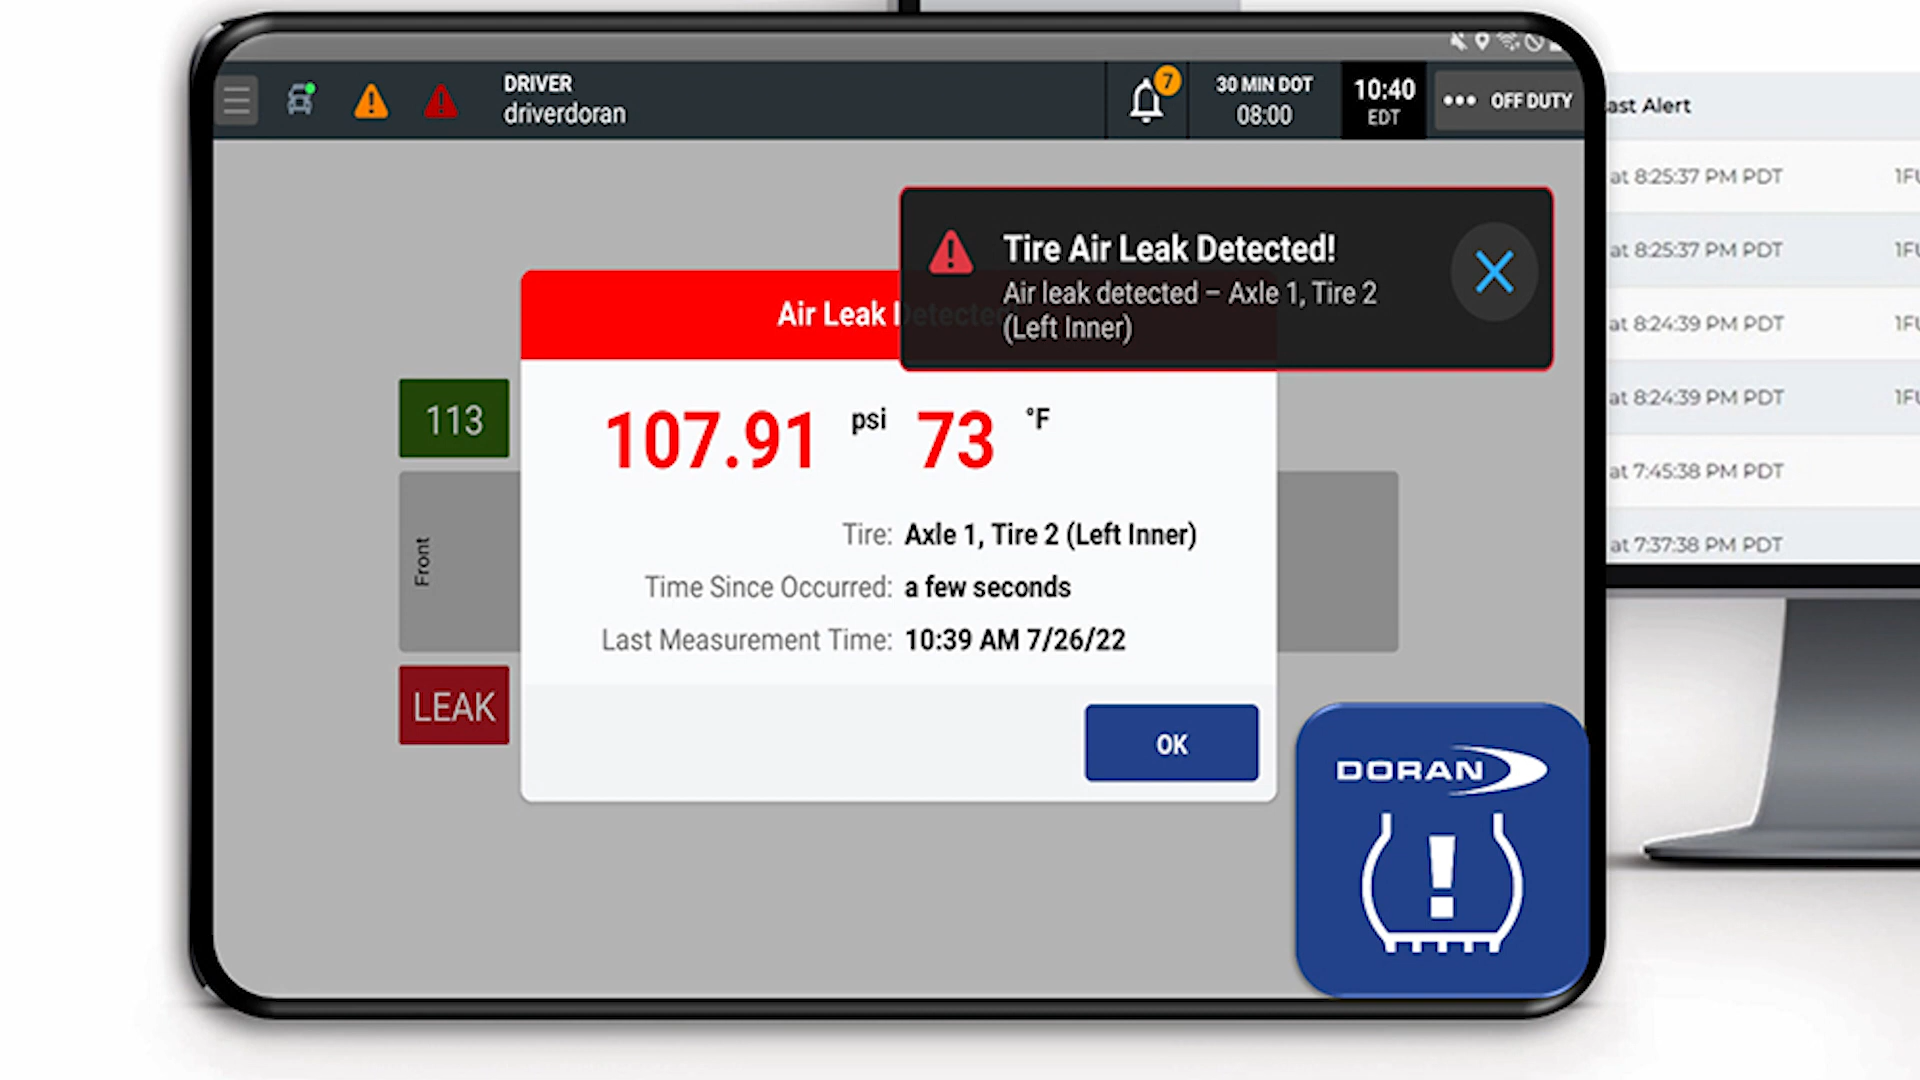 DRIVER
driverdoran
7
30 MIN DOT
08:00
10:40
EDT
OFF DUTY
Tire Air Leak Detected!
Air leak detected – Axle 1, Tire 2
(Left Inner)
Air Leak Detected
107.91 psi 73 °F
Tire: Axle 1, Tire 2 (Left Inner)
Time Since Occurred: a few seconds
Last Measurement Time: 10:39 AM 7/26/22
OK
113
Front
LEAK
DORAN
Alert
at 8:25:37 PM PDT
at 8:25:37 PM PDT
at 8:24:39 PM PDT
at 8:24:39 PM PDT
at 7:45:38 PM PDT
at 7:37:38 PM PDT